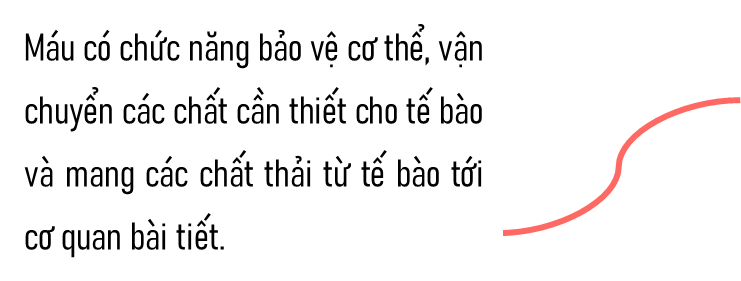 Máu có chức năng bảo vệ cơ thể, vận
chuyển các chất cần thiết cho tế bào
và mang các chất thải từ tế bào tới
cơ quan bài tiết.